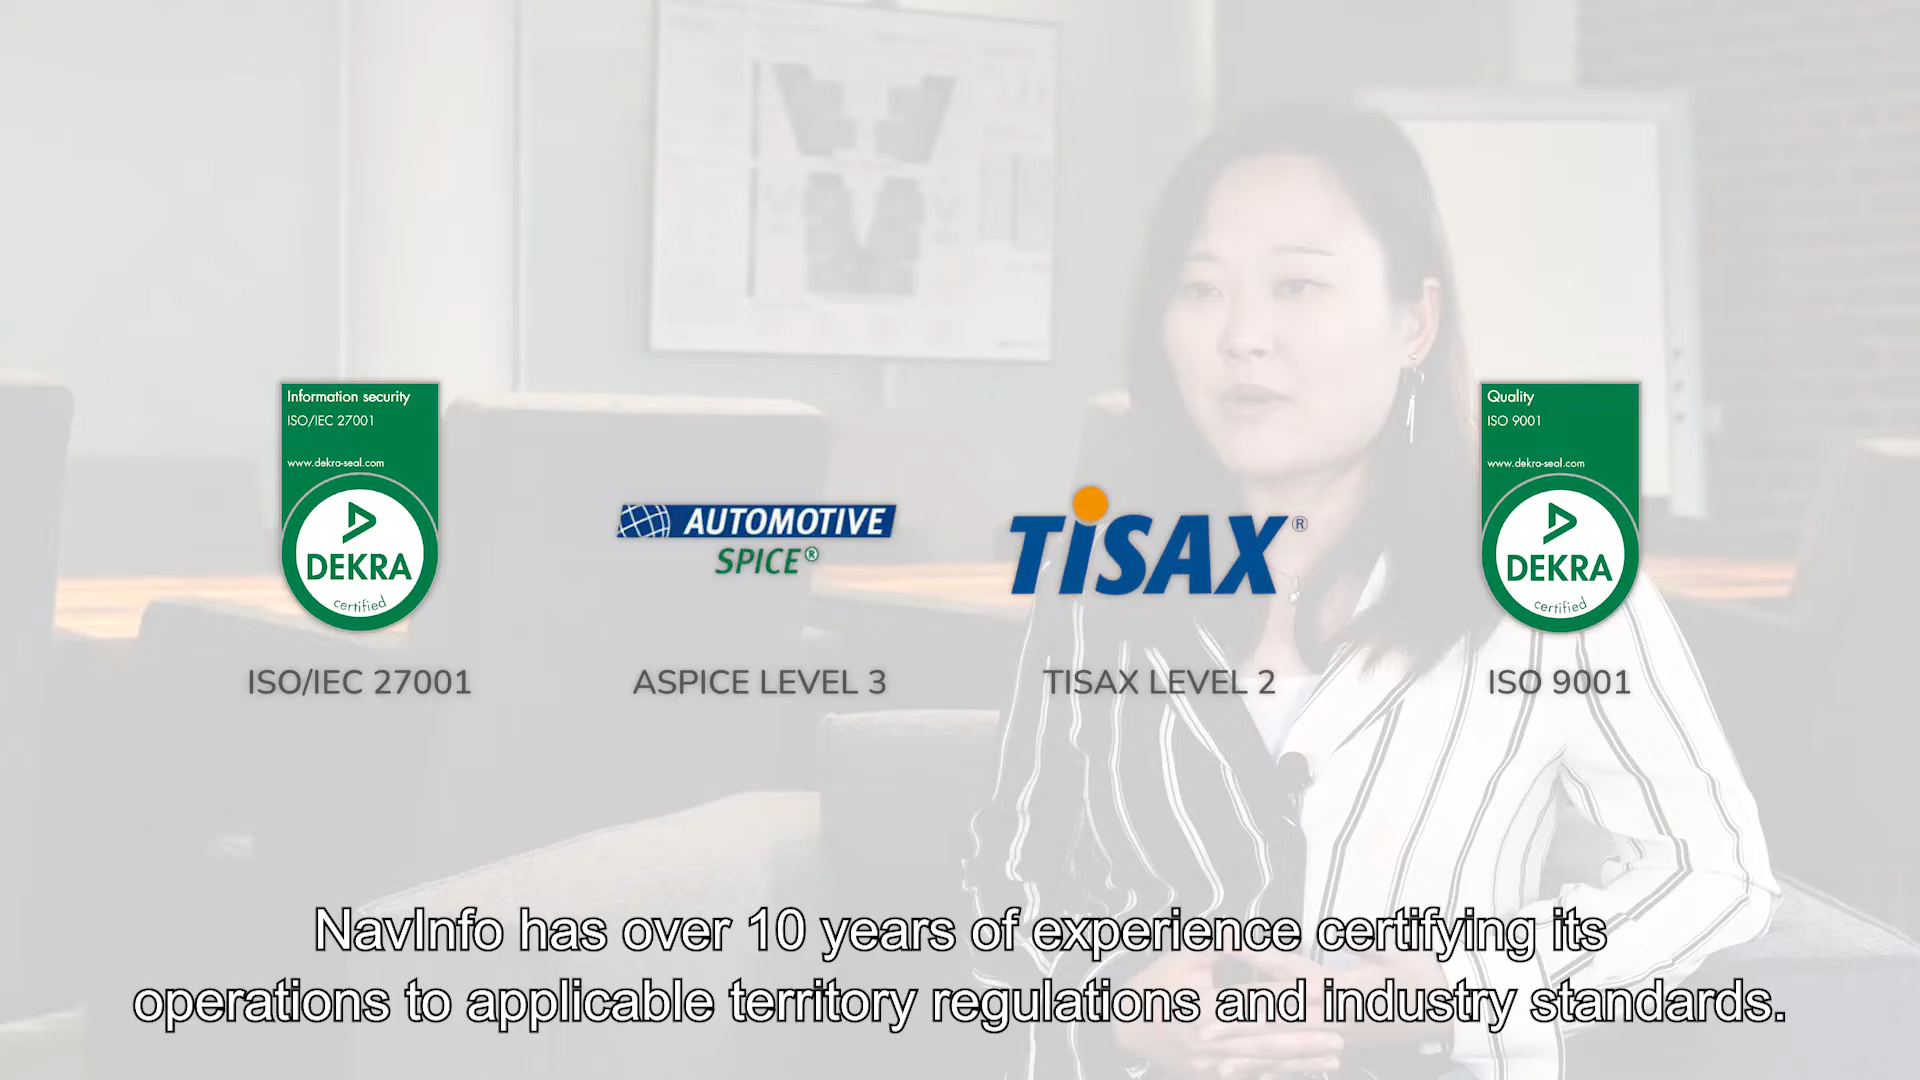 Information security
ISO/IEC 27001
www.dekra-seal.com
DEKRA
certified
ISO/IEC 27001
AUTOMOTIVE
SPICE®
ASPICE LEVEL 3
TiSAX®
TISAX LEVEL 2
Quality
ISO 9001
www.dekra-seal.com
DEKRA
certified
ISO 9001
NavInfo has over 10 years of experience certifying its
operations to applicable territory regulations and industry standards.